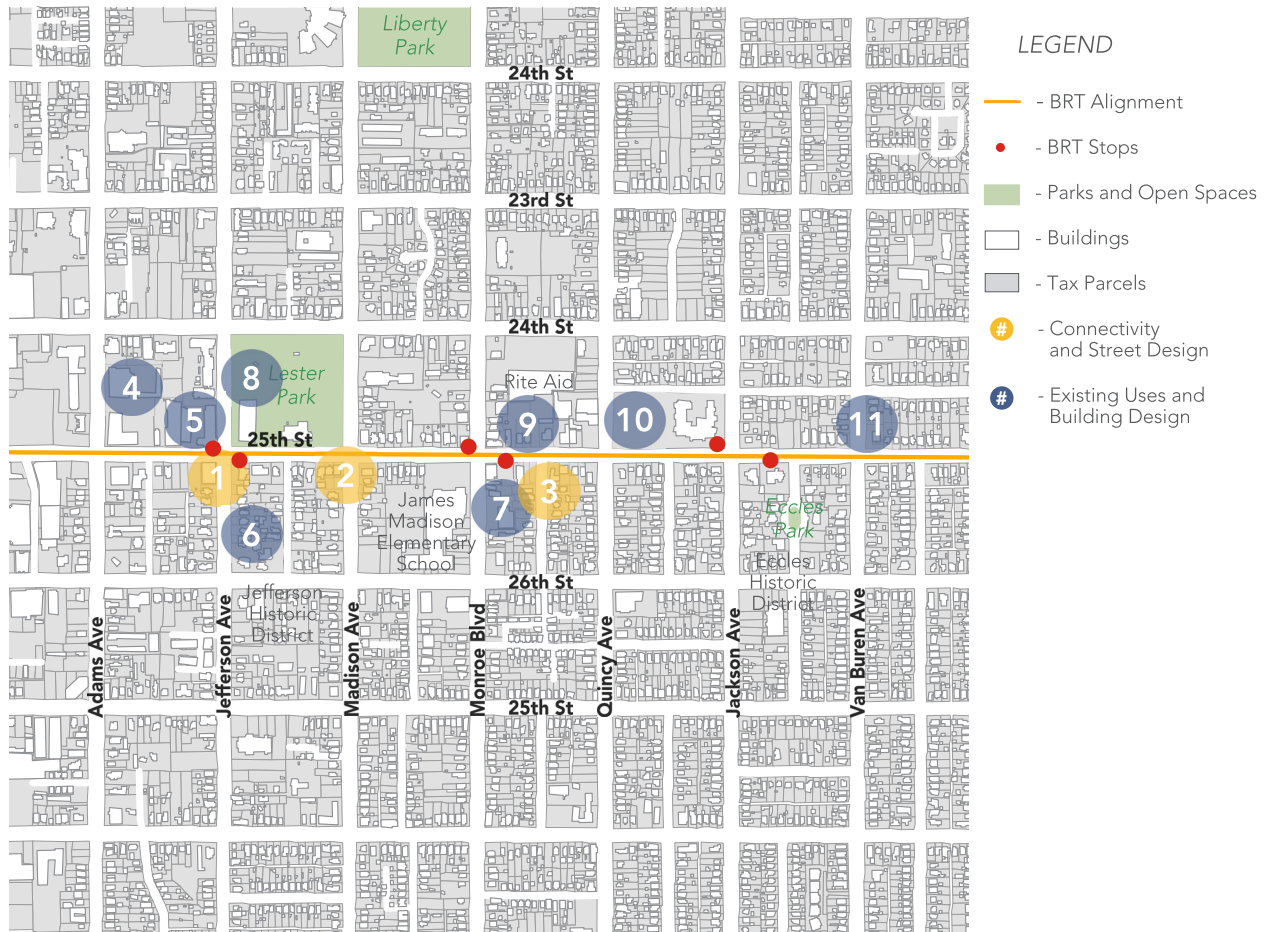 Liberty
Park
24th St
23rd St
24th St
4
5
8
Lester
Park
25th St
Rite Aid
9
10
11
1
2
3
6
7
James
Madison
Elementary
School
Eccles
Park
26th St
Jefferson
Historic
District
Eccles
Historic
District
Adams Ave
Jefferson Ave
Madison Ave
Monroe Blvd
Quincy Ave
Jackson Ave
Van Buren Ave
25th St
LEGEND
- BRT Alignment
- BRT Stops
- Parks and Open Spaces
- Buildings
- Tax Parcels
# - Connectivity
and Street Design
# - Existing Uses and
Building Design